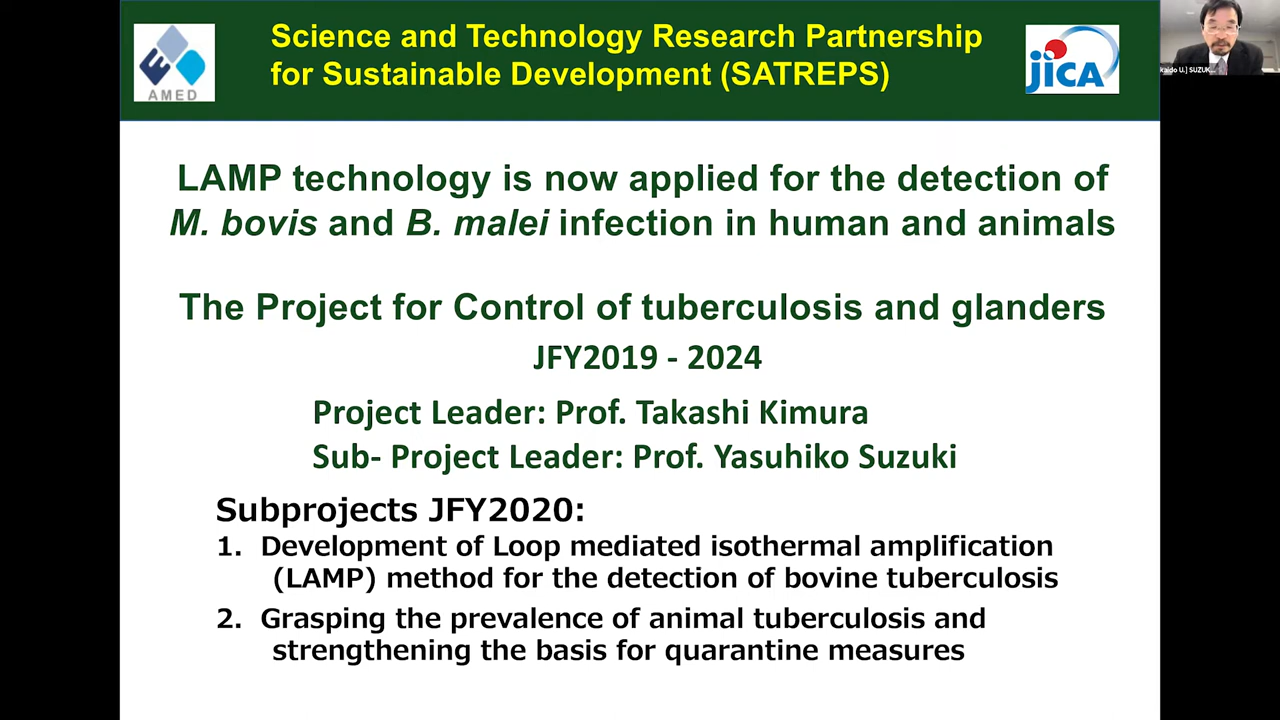 AMED
Science and Technology Research Partnership
for Sustainable Development (SATREPS)
jICA
kaido U.] SUZUK...
LAMP technology is now applied for the detection of
M. bovis and B. malei infection in human and animals
The Project for Control of tuberculosis and glanders
JFY2019 - 2024
Project Leader: Prof. Takashi Kimura
Sub- Project Leader: Prof. Yasuhiko Suzuki
Subprojects JFY2020:
1. Development of Loop mediated isothermal amplification
(LAMP) method for the detection of bovine tuberculosis
2. Grasping the prevalence of animal tuberculosis and
strengthening the basis for quarantine measures